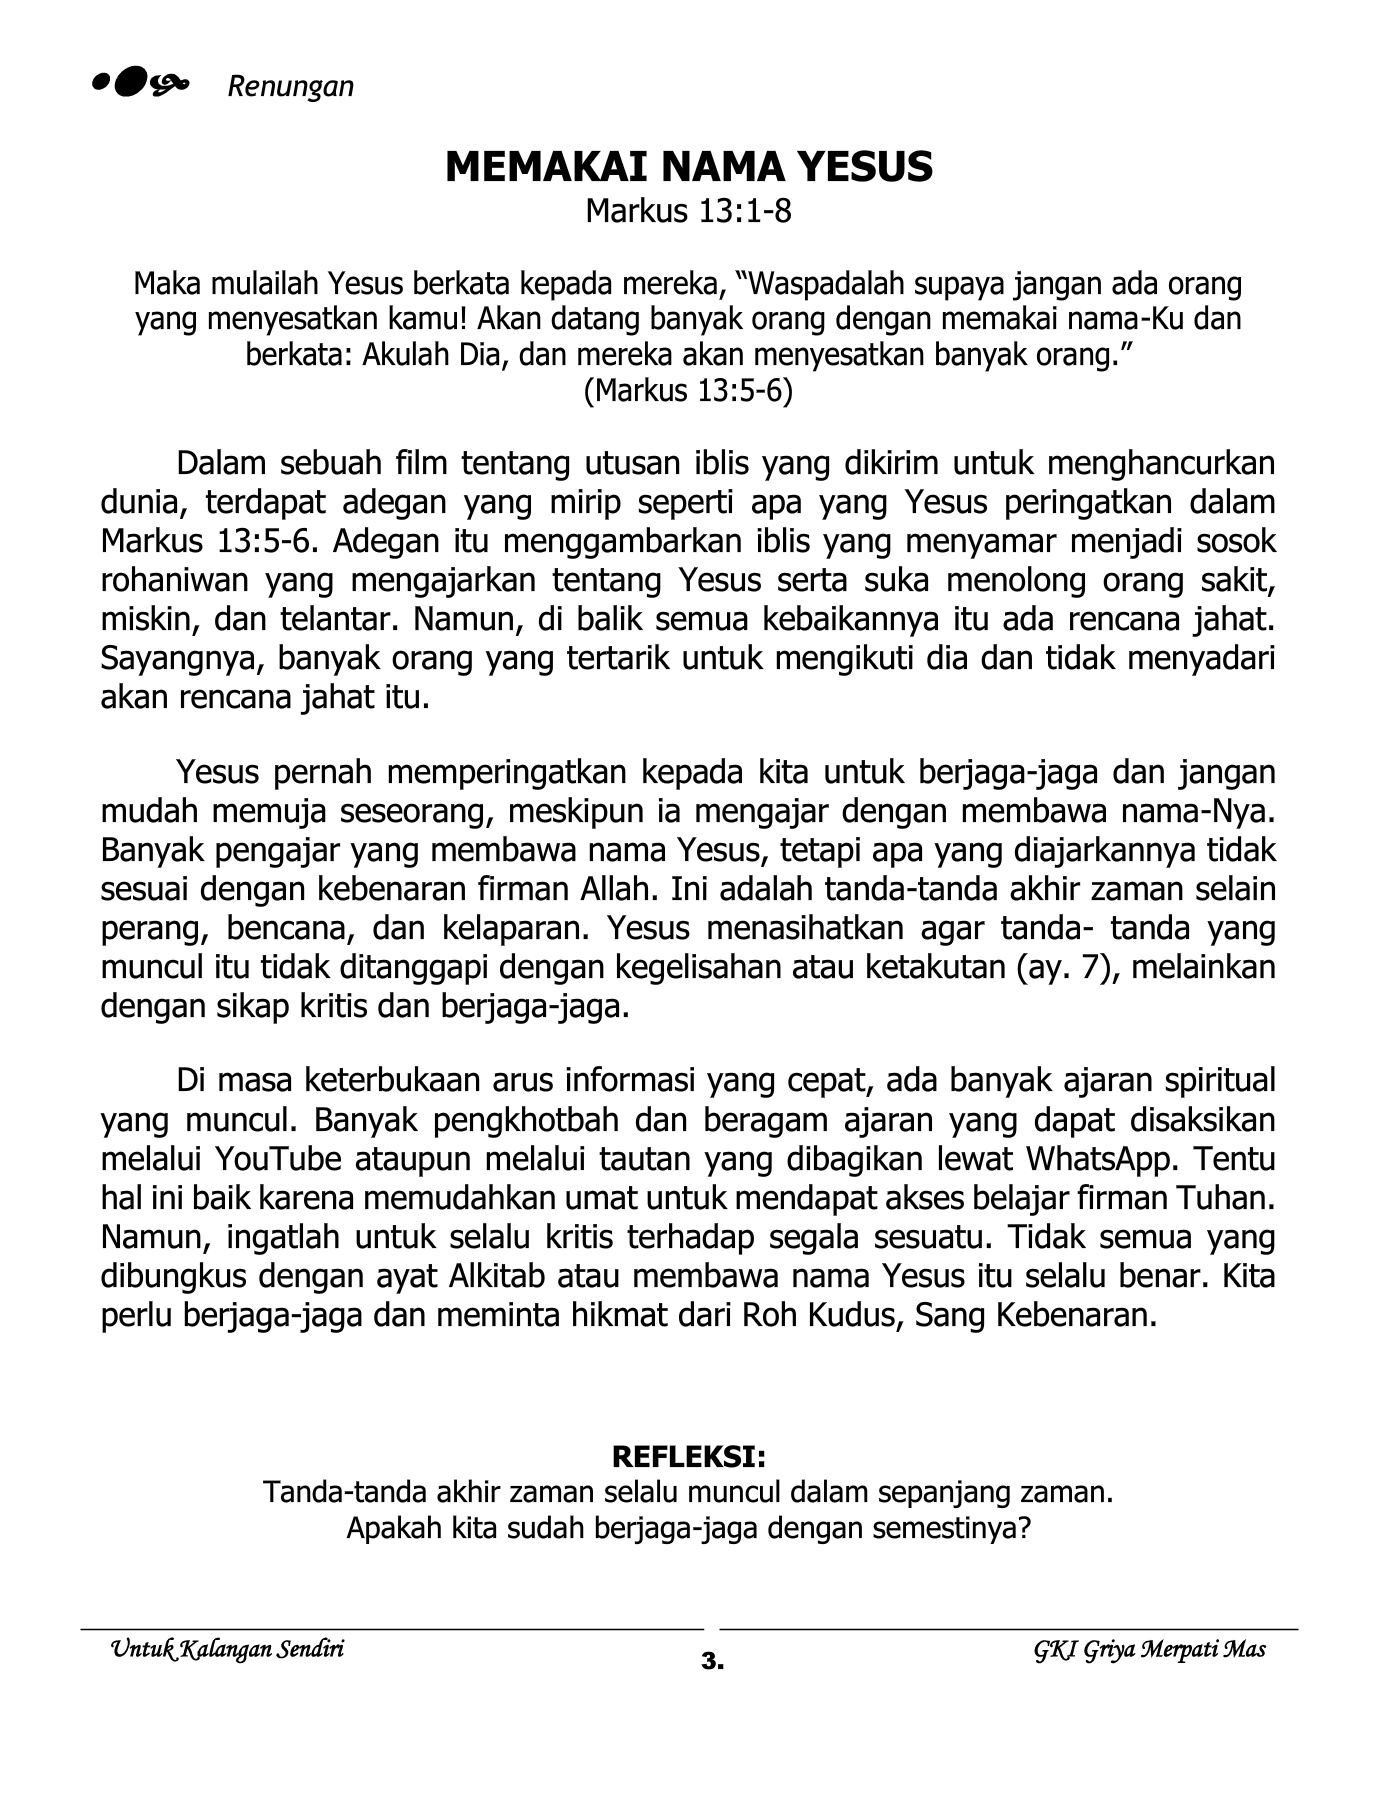 Renungan
MEMAKAI NAMA YESUS
Markus 13:1-8
Maka mulailah Yesus berkata kepada mereka, “Waspadalah supaya jangan ada orang
yang menyesatkan kamu! Akan datang banyak orang dengan memakai nama-Ku dan
berkata: Akulah Dia, dan mereka akan menyesatkan banyak orang.”
(Markus 13:5-6)
Dalam sebuah film tentang utusan iblis yang dikirim untuk menghancurkan
dunia, terdapat adegan yang mirip seperti apa yang Yesus peringatkan dalam
Markus 13:5-6. Adegan itu menggambarkan iblis yang menyamar menjadi sosok
rohaniwan yang mengajarkan tentang Yesus serta suka menolong orang sakit,
miskin, dan telantar. Namun, di balik semua kebaikannya itu ada rencana jahat.
Sayangnya, banyak orang yang tertarik untuk mengikuti dia dan tidak menyadari
akan rencana jahat itu.
Yesus pernah memperingatkan kepada kita untuk berjaga-jaga dan jangan
mudah memuja seseorang, meskipun ia mengajar dengan membawa nama-Nya.
Banyak pengajar yang membawa nama Yesus, tetapi apa yang diajarkannya tidak
sesuai dengan kebenaran firman Allah. Ini adalah tanda-tanda akhir zaman selain
perang, bencana, dan kelaparan. Yesus menasihatkan agar tanda- tanda yang
muncul itu tidak ditanggapi dengan kegelisahan atau ketakutan (ay. 7), melainkan
dengan sikap kritis dan berjaga-jaga.
Di masa keterbukaan arus informasi yang cepat, ada banyak ajaran spiritual
yang muncul. Banyak pengkhotbah dan beragam ajaran yang dapat disaksikan
melalui YouTube ataupun melalui tautan yang dibagikan lewat WhatsApp. Tentu
hal ini baik karena memudahkan umat untuk mendapat akses belajar firman Tuhan.
Namun, ingatlah untuk selalu kritis terhadap segala sesuatu. Tidak semua yang
dibungkus dengan ayat Alkitab atau membawa nama Yesus itu selalu benar. Kita
perlu berjaga-jaga dan meminta hikmat dari Roh Kudus, Sang Kebenaran.
REFLEKSI:
Tanda-tanda akhir zaman selalu muncul dalam sepanjang zaman.
Apakah kita sudah berjaga-jaga dengan semestinya?
Untuk Kalangan Sendiri
3.
GKI Griya Merpati Mas